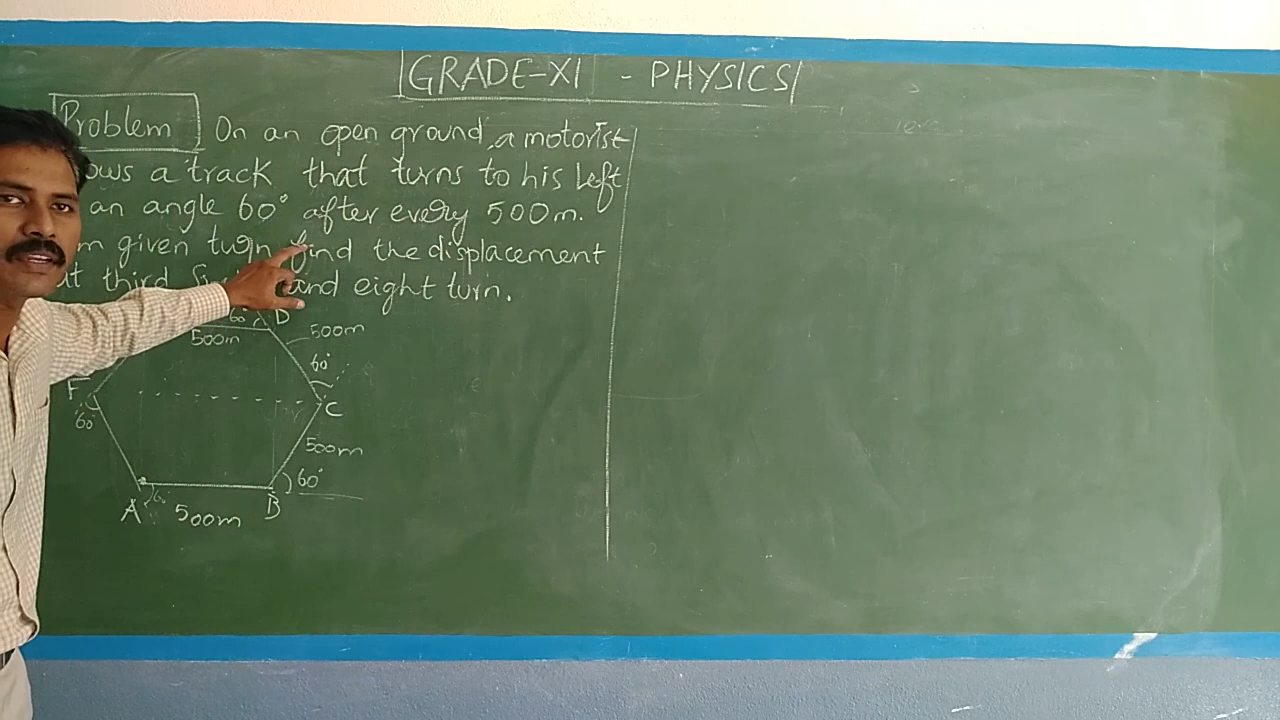 GRADE-XI - PHYSICS
Problem On an open ground, a motorist
ows a track that turns to his left
an angle 60° after every 500m.
m given turn find the displacement
at third and eight turn.
60° D
500m
500m
60°
F
60°
C
500m
60°
A
500m
B